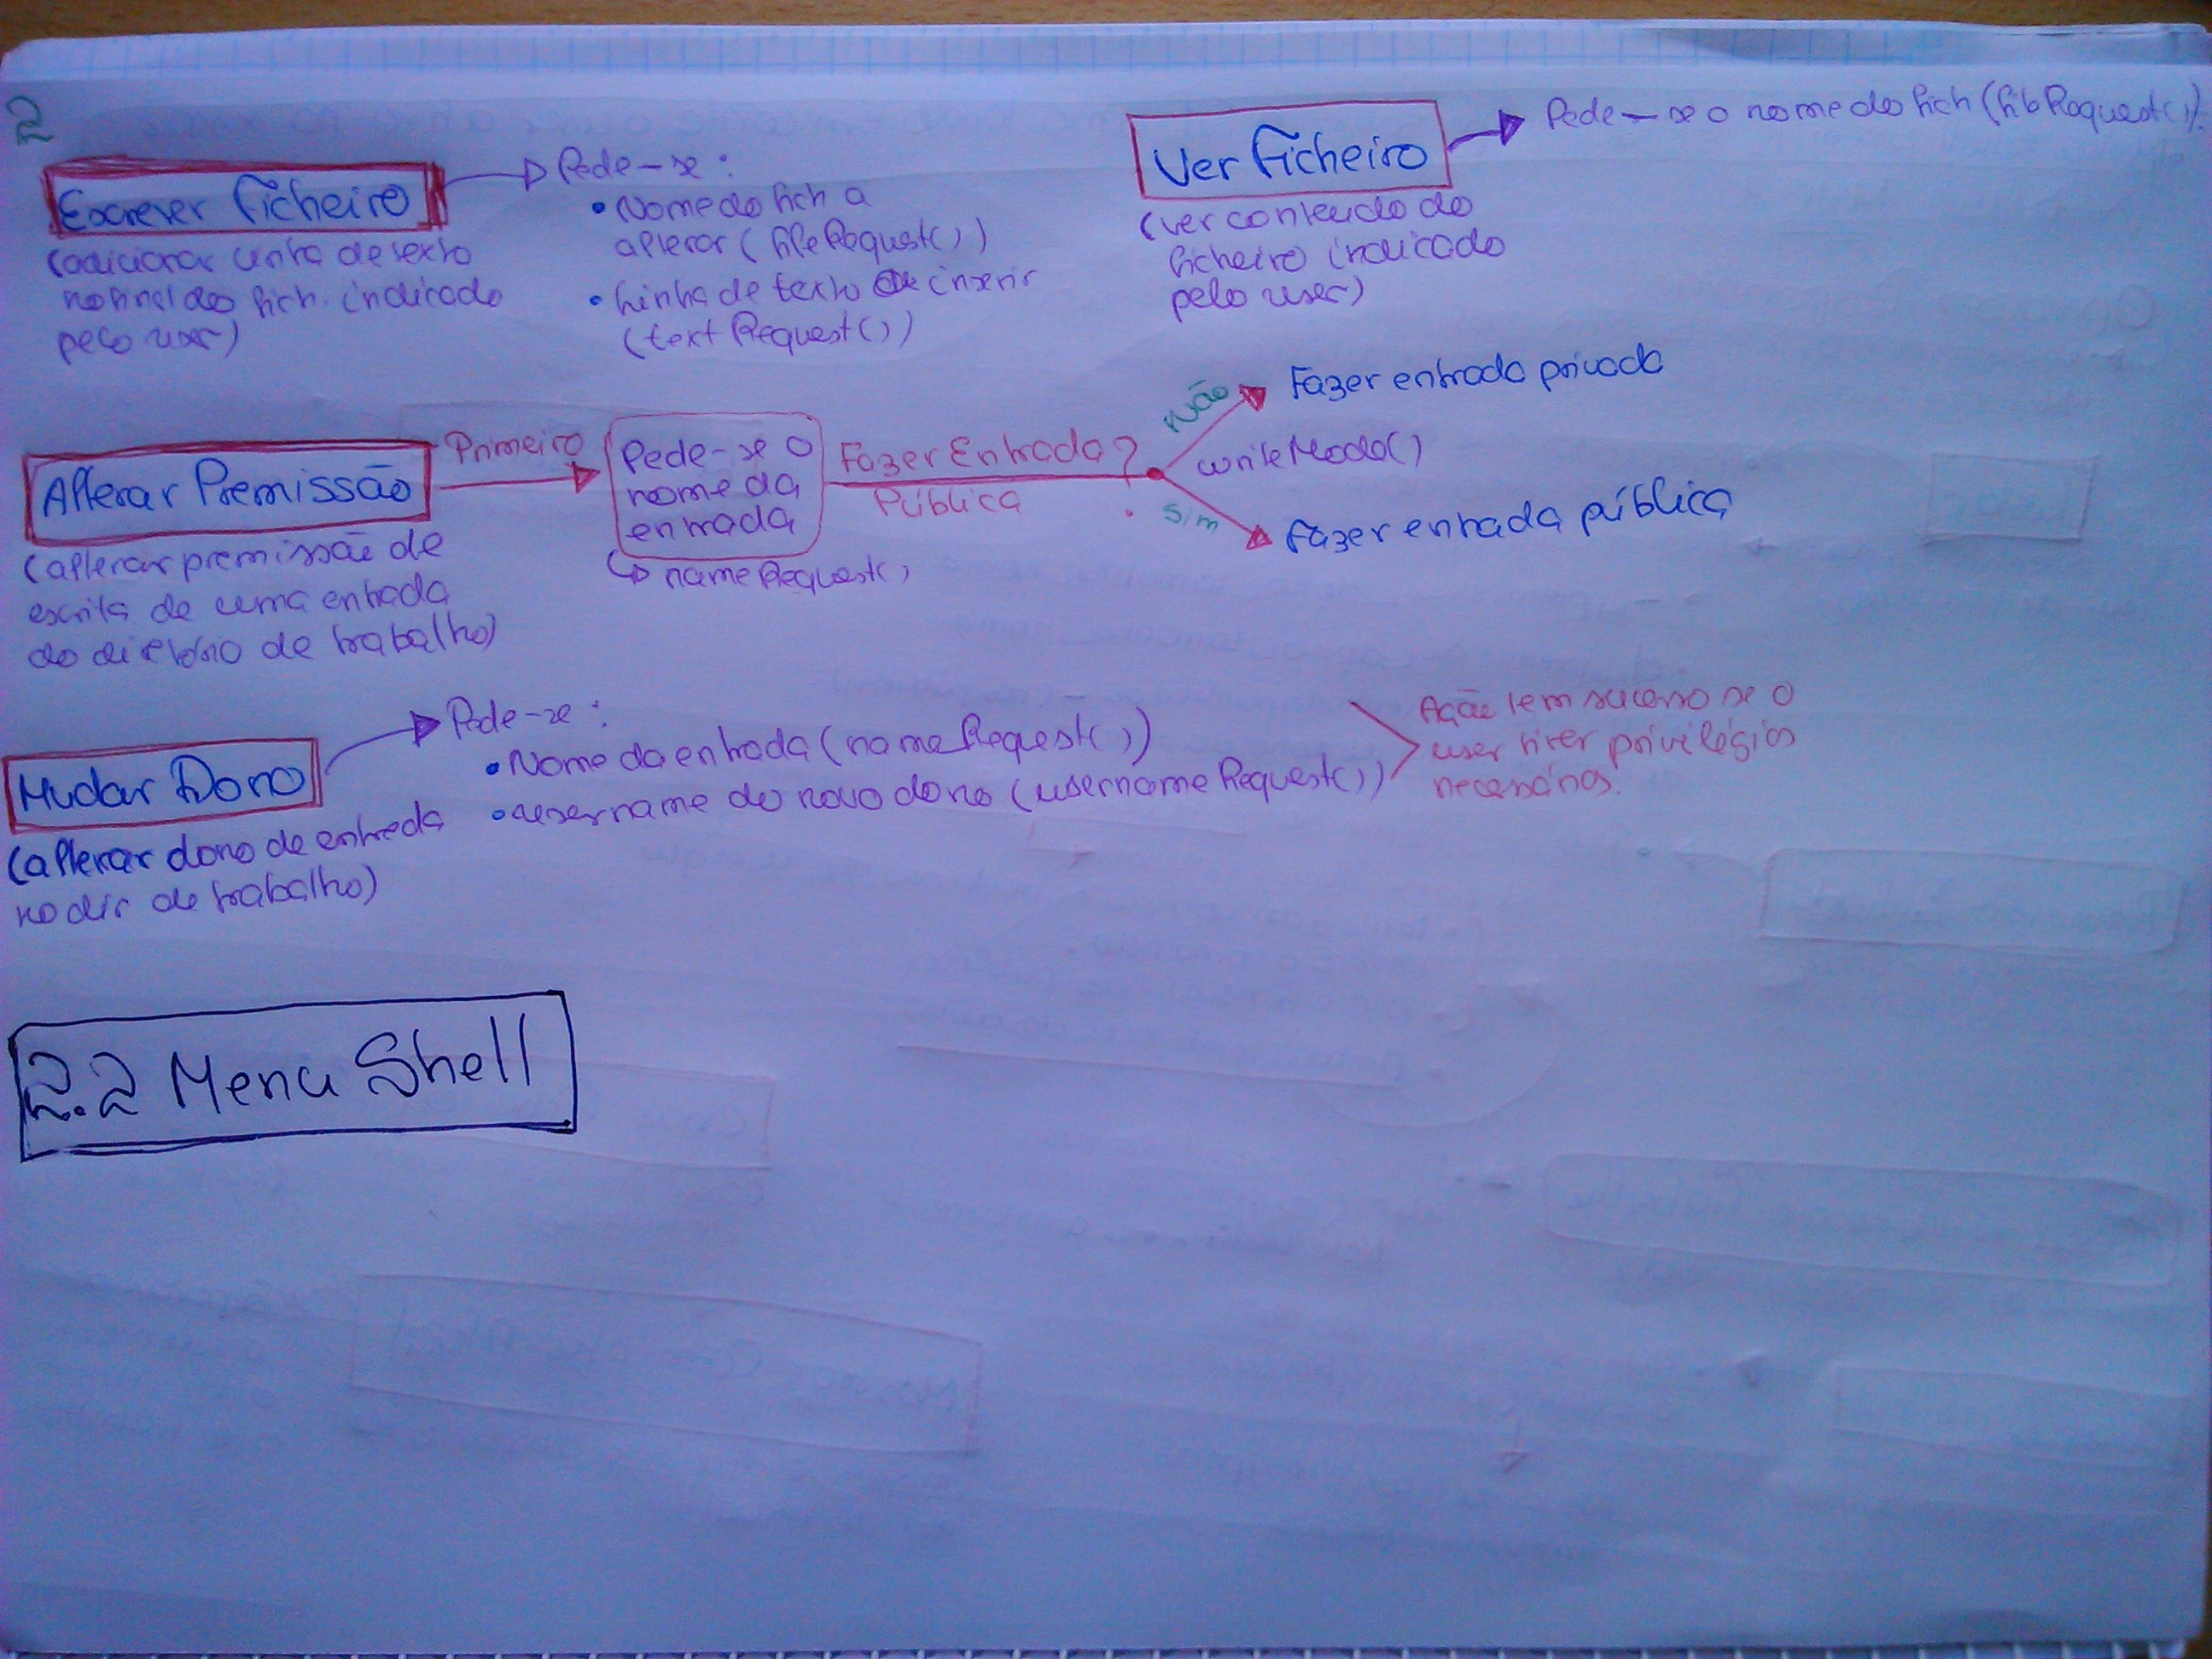 2
Escrever Ficheiro
(adicionar linha de texto
no final do fich. indicado
pelo user)
Pede-se:
• Nome do fich a
alterar (fileRequest())
• Linha de texto a inserir
(textRequest())
Ver Ficheiro
(ver conteudo do
ficheiro indicado
pelo user)
Pede-se o nome do fich (fileRequest())
Alterar Premissão
(alterar premissão de
escrita de uma entrada
do diretório de trabalho)
Primeiro
Pede-se o
nome da
entrada
nameRequest()
Fazer Entrada
Pública
?
Não
Fazer entrada privada
writeMode()
Sim
Fazer entrada pública
Mudar Dono
(alterar dono de entrada
no dir de trabalho)
Pede-se:
• Nome da entrada (nameRequest())
• username do novo dono (usernameRequest())
Ação tem sucesso se o
user tiver privilégios
necessários.
2.2 Menu Shell